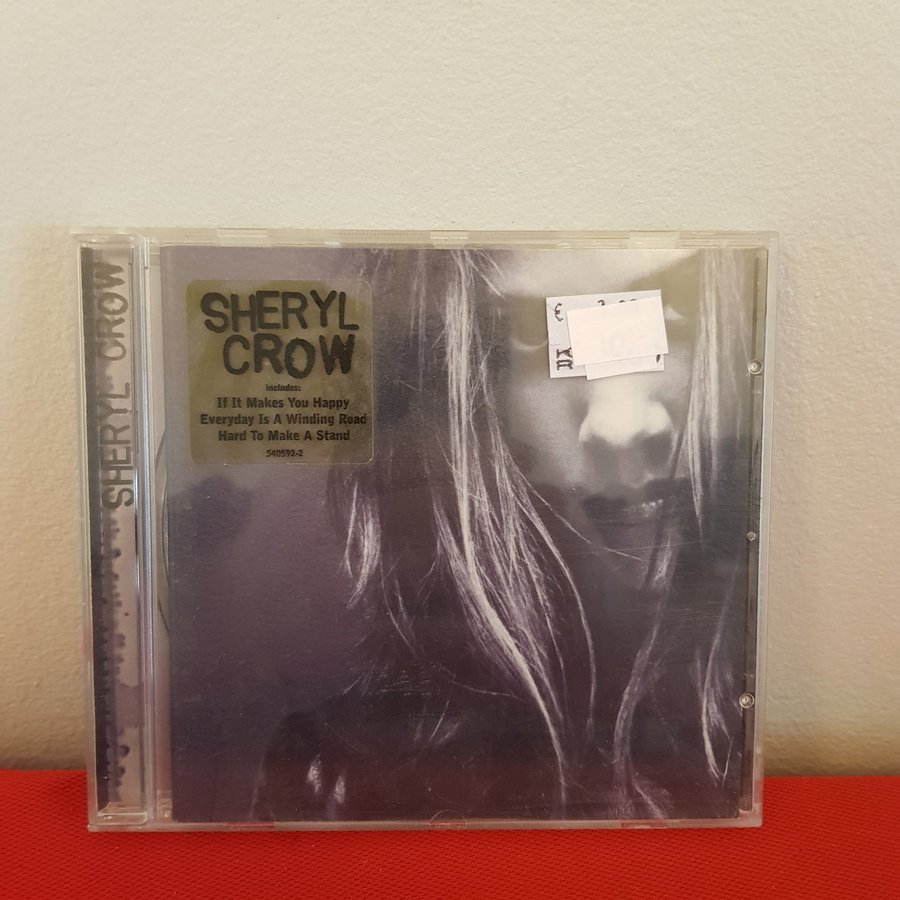 SHERYL CROW
SHERYL
CROW
includes:
If It Makes You Happy
Everyday Is A Winding Road
Hard To Make A Stand
540592-2
€